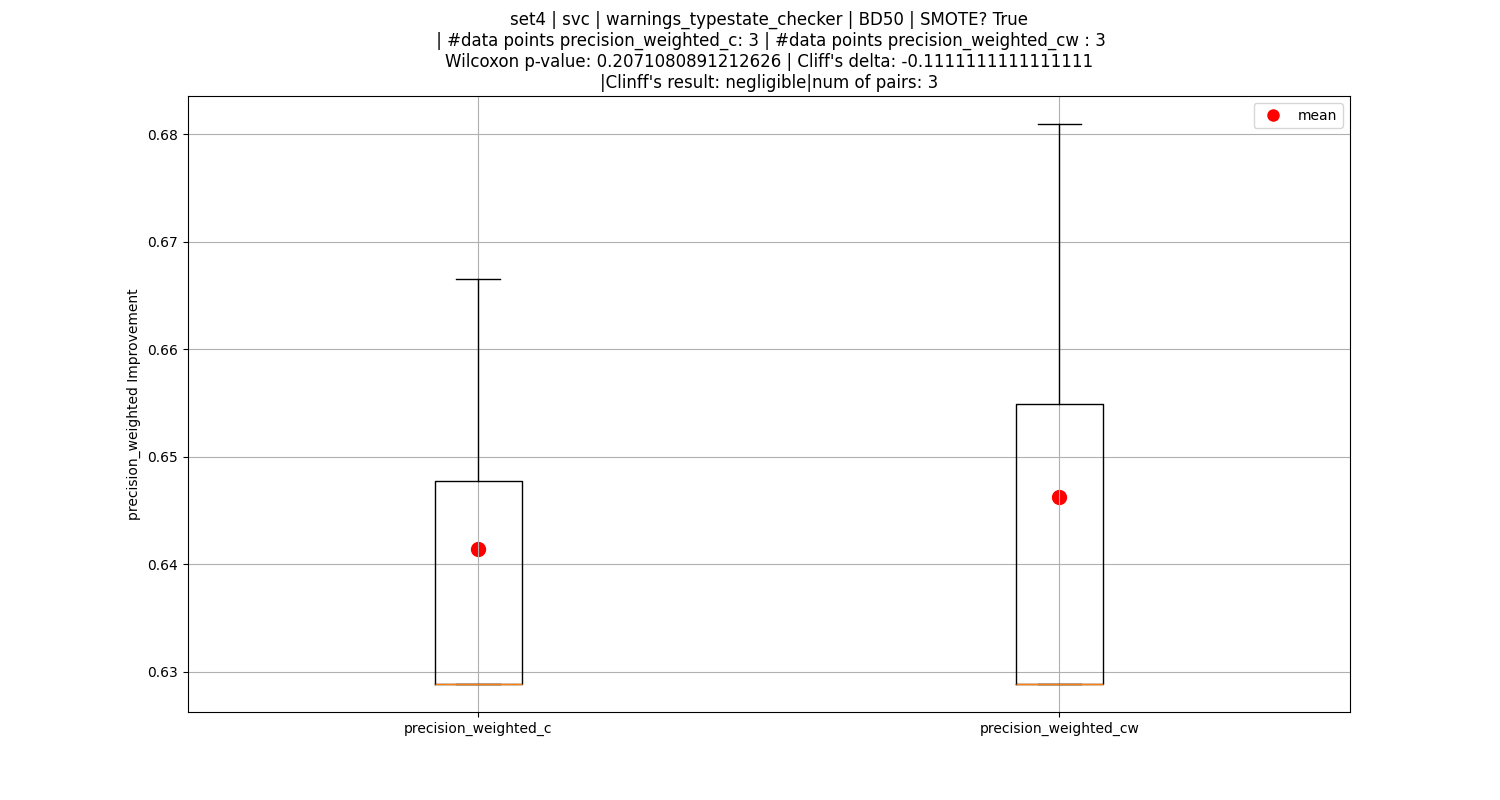 set4 | svc | warnings_typestate_checker | BD50 | SMOTE? True
| #data points precision_weighted_c: 3 | #data points precision_weighted_cw : 3
Wilcoxon p-value: 0.2071080891212626 | Cliff's delta: -0.1111111111111111
|Clinff's result: negligible|num of pairs: 3
mean
0.68
0.67
0.66
0.65
0.64
0.63
precision_weighted Improvement
precision_weighted_c
precision_weighted_cw